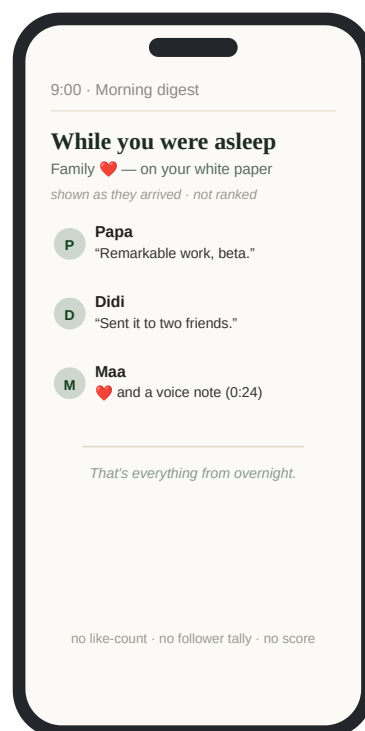 9:00 · Morning digest
While you were asleep
Family ❤️ — on your white paper
shown as they arrived · not ranked
P
Papa
“Remarkable work, beta.”
D
Didi
“Sent it to two friends.”
M
Maa
❤️ and a voice note (0:24)
That’s everything from overnight.
no like-count · no follower tally · no score